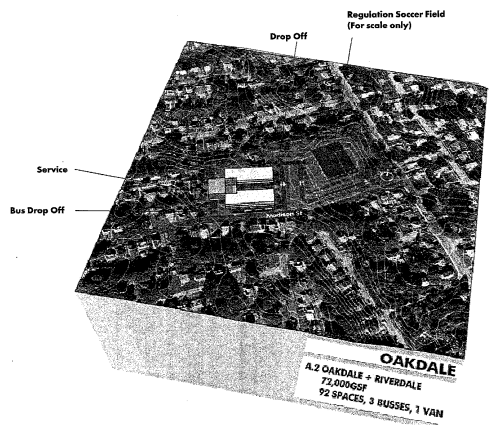 Regulation Soccer Field
(For scale only)
Drop Off
Service
Bus Drop Off
Madison St
OAKDALE
A.2 OAKDALE + RIVERDALE
72,000GSF
92 SPACES, 3 BUSSES, 1 VAN